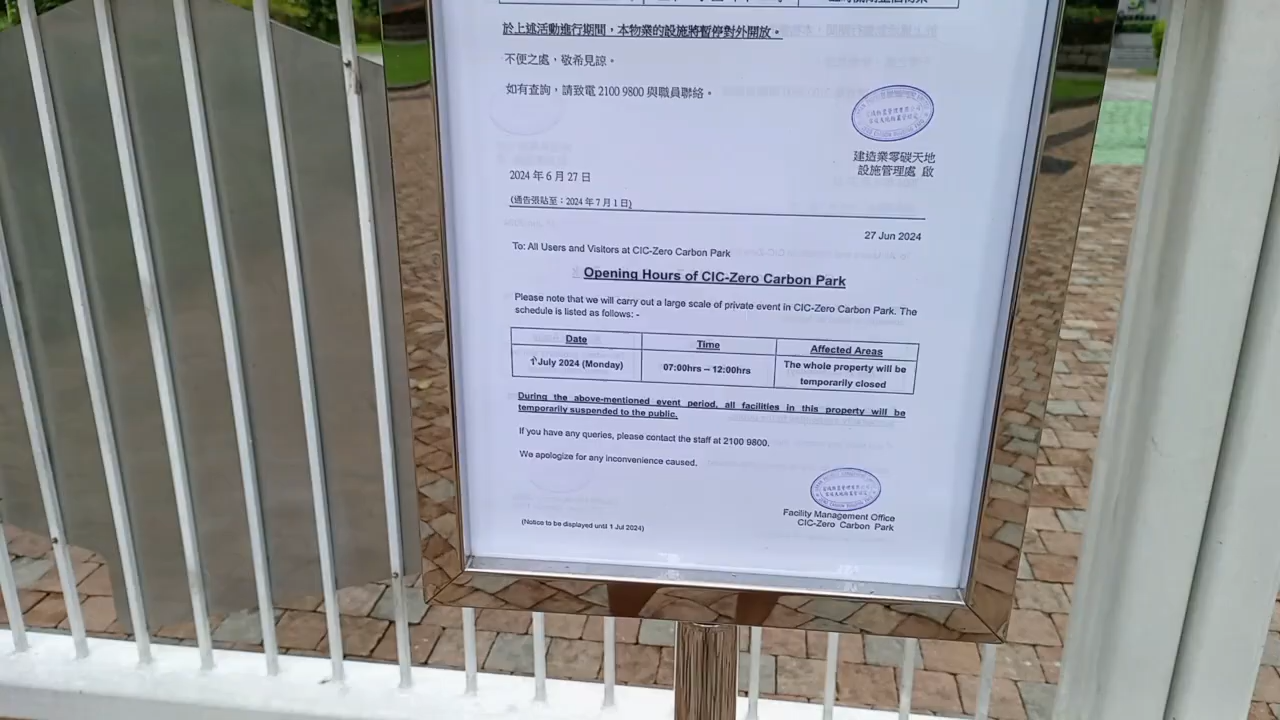 於上述活動進行期間，本物業的設施將暫停對外開放。
不便之處，敬希見諒。
如有查詢，請致電 2100 9800 與職員聯絡。
建造業零碳天地
設施管理處 啟
2024 年 6 月 27 日
(通告張貼至：2024 年 7 月 1 日)
27 Jun 2024
To: All Users and Visitors at CIC-Zero Carbon Park
Opening Hours of CIC-Zero Carbon Park
Please note that we will carry out a large scale of private event in CIC-Zero Carbon Park. The
schedule is listed as follows: -
Date Time Affected Areas
1 July 2024 (Monday) 07:00hrs – 12:00hrs The whole property will be
temporarily closed
During the above-mentioned event period, all facilities in this property will be
temporarily suspended to the public.
If you have any queries, please contact the staff at 2100 9800.
We apologize for any inconvenience caused.
Facility Management Office
CIC-Zero Carbon Park
(Notice to be displayed until 1 Jul 2024)